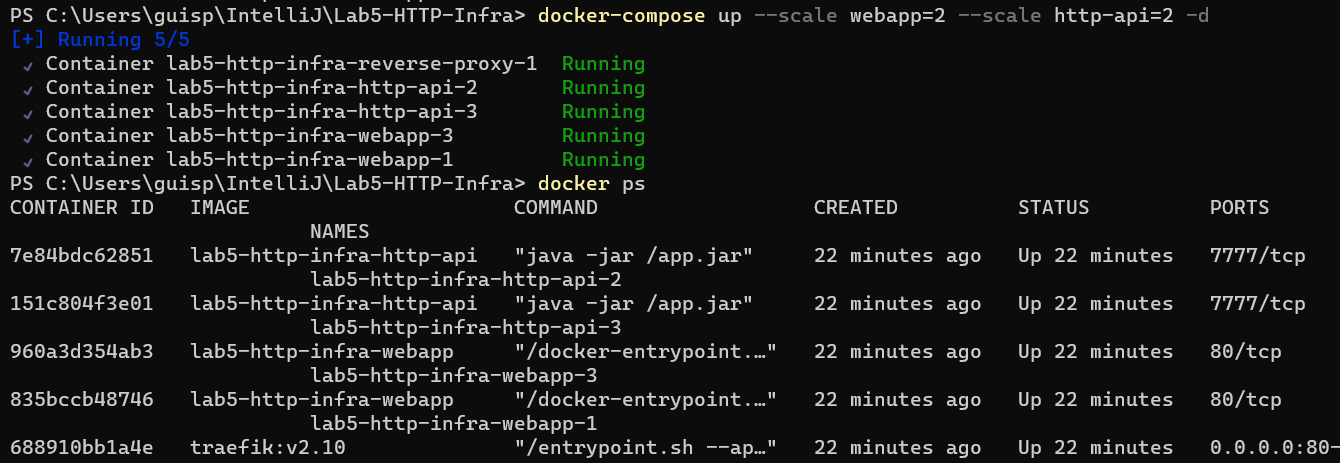 PS C:\Users\guisp\IntelliJ\Lab5-HTTP-Infra> docker-compose up --scale webapp=2 --scale http-api=2 -d
[+] Running 5/5
✔ Container lab5-http-infra-reverse-proxy-1  Running
✔ Container lab5-http-infra-http-api-2       Running
✔ Container lab5-http-infra-http-api-3       Running
✔ Container lab5-http-infra-webapp-3         Running
✔ Container lab5-http-infra-webapp-1         Running
PS C:\Users\guisp\IntelliJ\Lab5-HTTP-Infra> docker ps
CONTAINER ID   IMAGE                      COMMAND                  CREATED          STATUS          PORTS
                         NAMES
7e84bdc62851   lab5-http-infra-http-api   "java -jar /app.jar"     22 minutes ago   Up 22 minutes   7777/tcp
                         lab5-http-infra-http-api-2
151c804f3e01   lab5-http-infra-http-api   "java -jar /app.jar"     22 minutes ago   Up 22 minutes   7777/tcp
                         lab5-http-infra-http-api-3
960a3d354ab3   lab5-http-infra-webapp     "/docker-entrypoint.…"   22 minutes ago   Up 22 minutes   80/tcp
                         lab5-http-infra-webapp-3
835bccb48746   lab5-http-infra-webapp     "/docker-entrypoint.…"   22 minutes ago   Up 22 minutes   80/tcp
                         lab5-http-infra-webapp-1
688910bb1a4e   traefik:v2.10              "/entrypoint.sh --ap…"   22 minutes ago   Up 22 minutes   0.0.0.0:80-